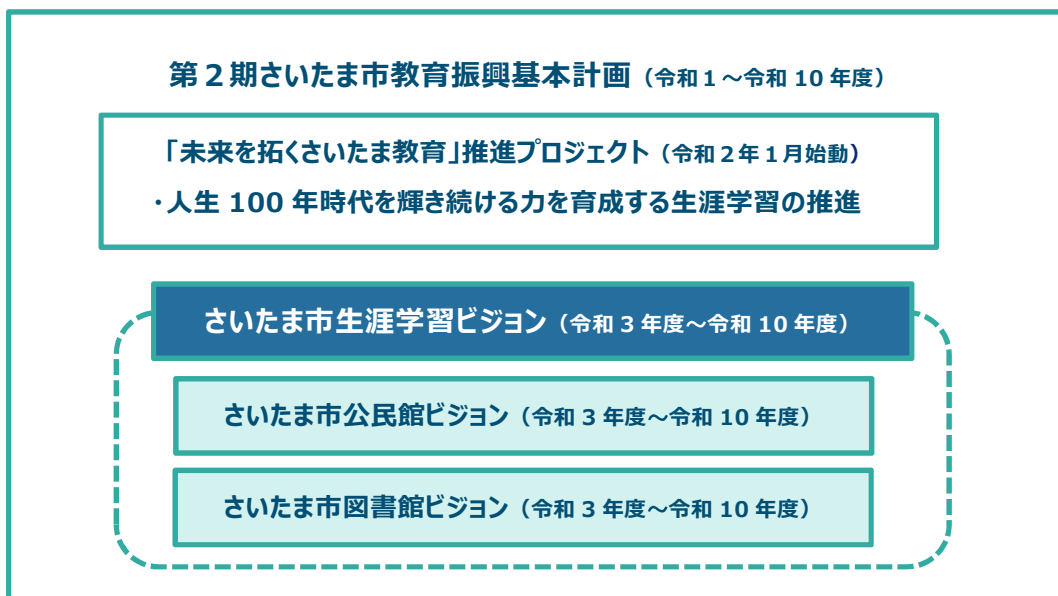 第２期さいたま市教育振興基本計画（令和１～令和 10 年度）
「未来を拓くさいたま教育」推進プロジェクト（令和２年１月始動）
・人生 100 年時代を輝き続ける力を育成する生涯学習の推進
さいたま市生涯学習ビジョン（令和 3 年度～令和 10 年度）
さいたま市公民館ビジョン（令和 3 年度～令和 10 年度）
さいたま市図書館ビジョン（令和 3 年度～令和 10 年度）